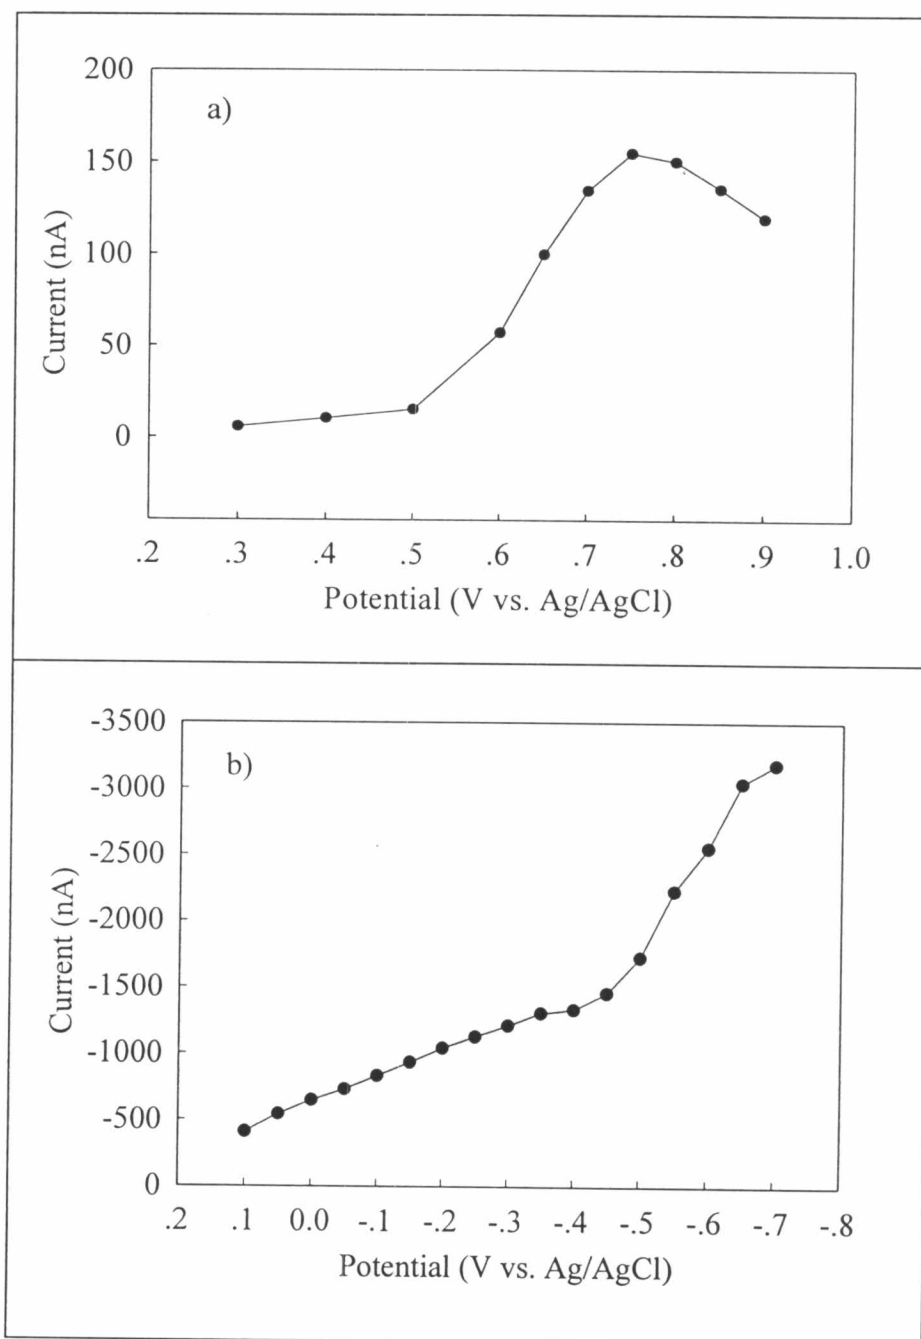 a)
200
150
100
50
0
Current (nA)
.2 .3 .4 .5 .6 .7 .8 .9 1.0
Potential (V vs. Ag/AgCl)
b)
-3500
-3000
-2500
-2000
-1500
-1000
-500
0
Current (nA)
.2 .1 0.0 -.1 -.2 -.3 -.4 -.5 -.6 -.7 -.8
Potential (V vs. Ag/AgCl)